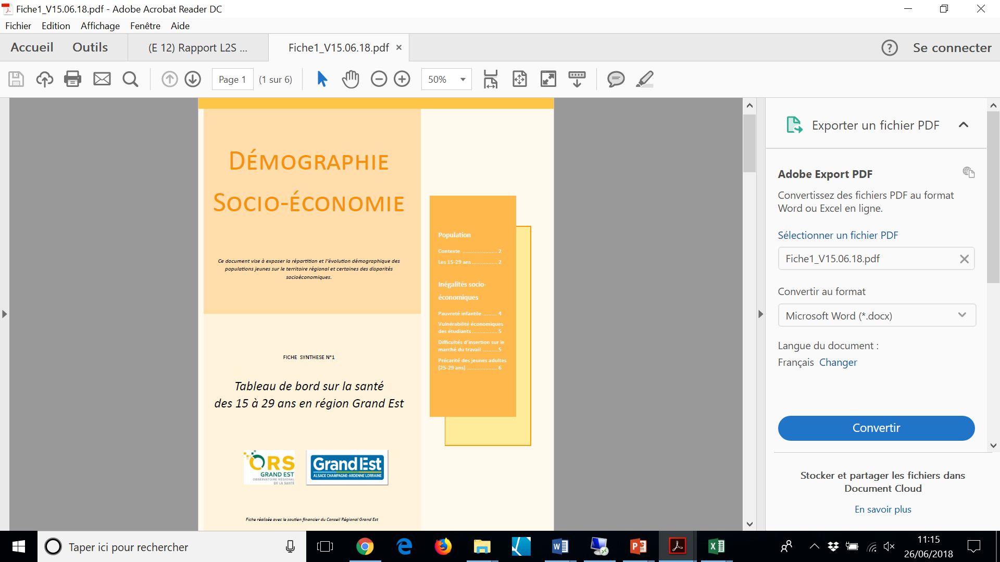 Fiche1_V15.06.18.pdf - Adobe Acrobat Reader DC
Fichier Edition Affichage Fenêtre Aide
Accueil Outils (E 12) Rapport L2S ... Fiche1_V15.06.18.pdf × ? Se connecter
Page 1 (1 sur 6) 50%
DÉMOGRAPHIE
SOCIO-ÉCONOMIE
Ce document vise à exposer la répartition et l'évolution démographique des
populations jeunes sur le territoire régional et certaines des disparités
socioéconomiques.
FICHE SYNTHESE N°1
Tableau de bord sur la santé
des 15 à 29 ans en région Grand Est
ORS
GRAND EST
OBSERVATOIRE RÉGIONAL
DE LA SANTÉ
GrandEst
ALSACE CHAMPAGNE-ARDENNE LORRAINE
Fiche réalisée avec le soutien financier du Conseil Régional Grand Est
Population
Contexte ....................... 2
Les 15-29 ans ................. 2
Inégalités socio-
économiques
Pauvreté infantile .......... 4
Vulnérabilité économiques
des étudiants ................. 5
Difficultés d'insertion sur le
marché du travail .......... 5
Précarité des jeunes adultes
(25-29 ans) .................... 6
Exporter un fichier PDF
Adobe Export PDF
Convertissez des fichiers PDF au format
Word ou Excel en ligne.
Sélectionner un fichier PDF
Fiche1_V15.06.18.pdf
Convertir au format
Microsoft Word (*.docx)
Langue du document :
Français Changer
Convertir
Stocker et partager les fichiers dans
Document Cloud
En savoir plus
Taper ici pour rechercher
11:15
26/06/2018